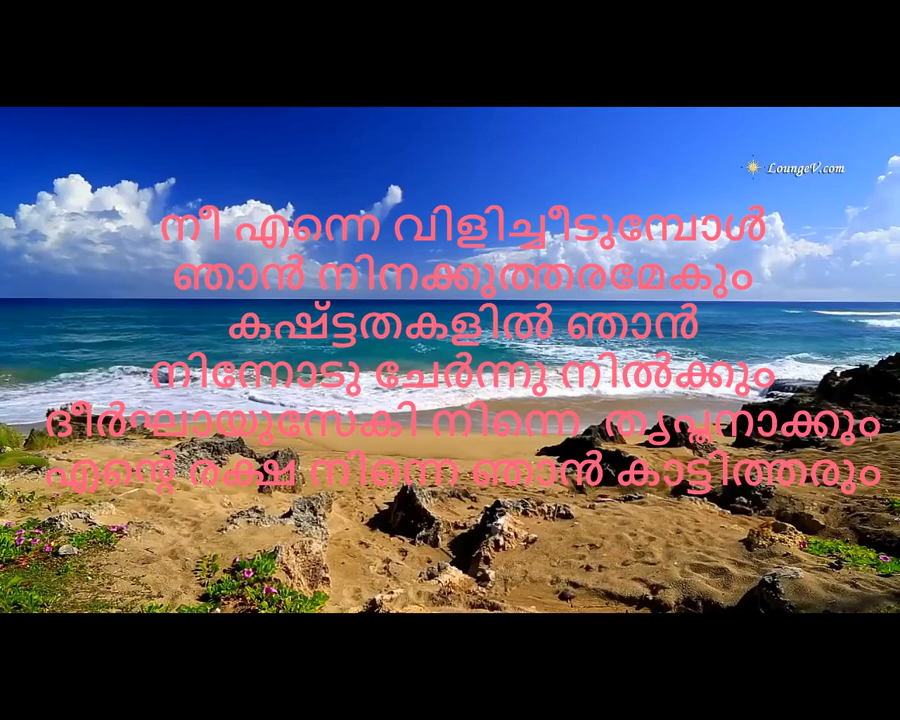 LoungeV.com
നീ എന്നെ വിളിച്ചീടുമ്പോൾ
ഞാൻ നിനക്കുത്തരമേകും
കഷ്ട്ടതകളിൽ ഞാൻ
നിന്നോടു ചേർന്നു നിൽക്കും
ദീർഘായുസേകി നിന്നെ തൃപ്തനാക്കും
എന്റെ രക്ഷ നിന്നെ ഞാൻ കാട്ടിത്തരും